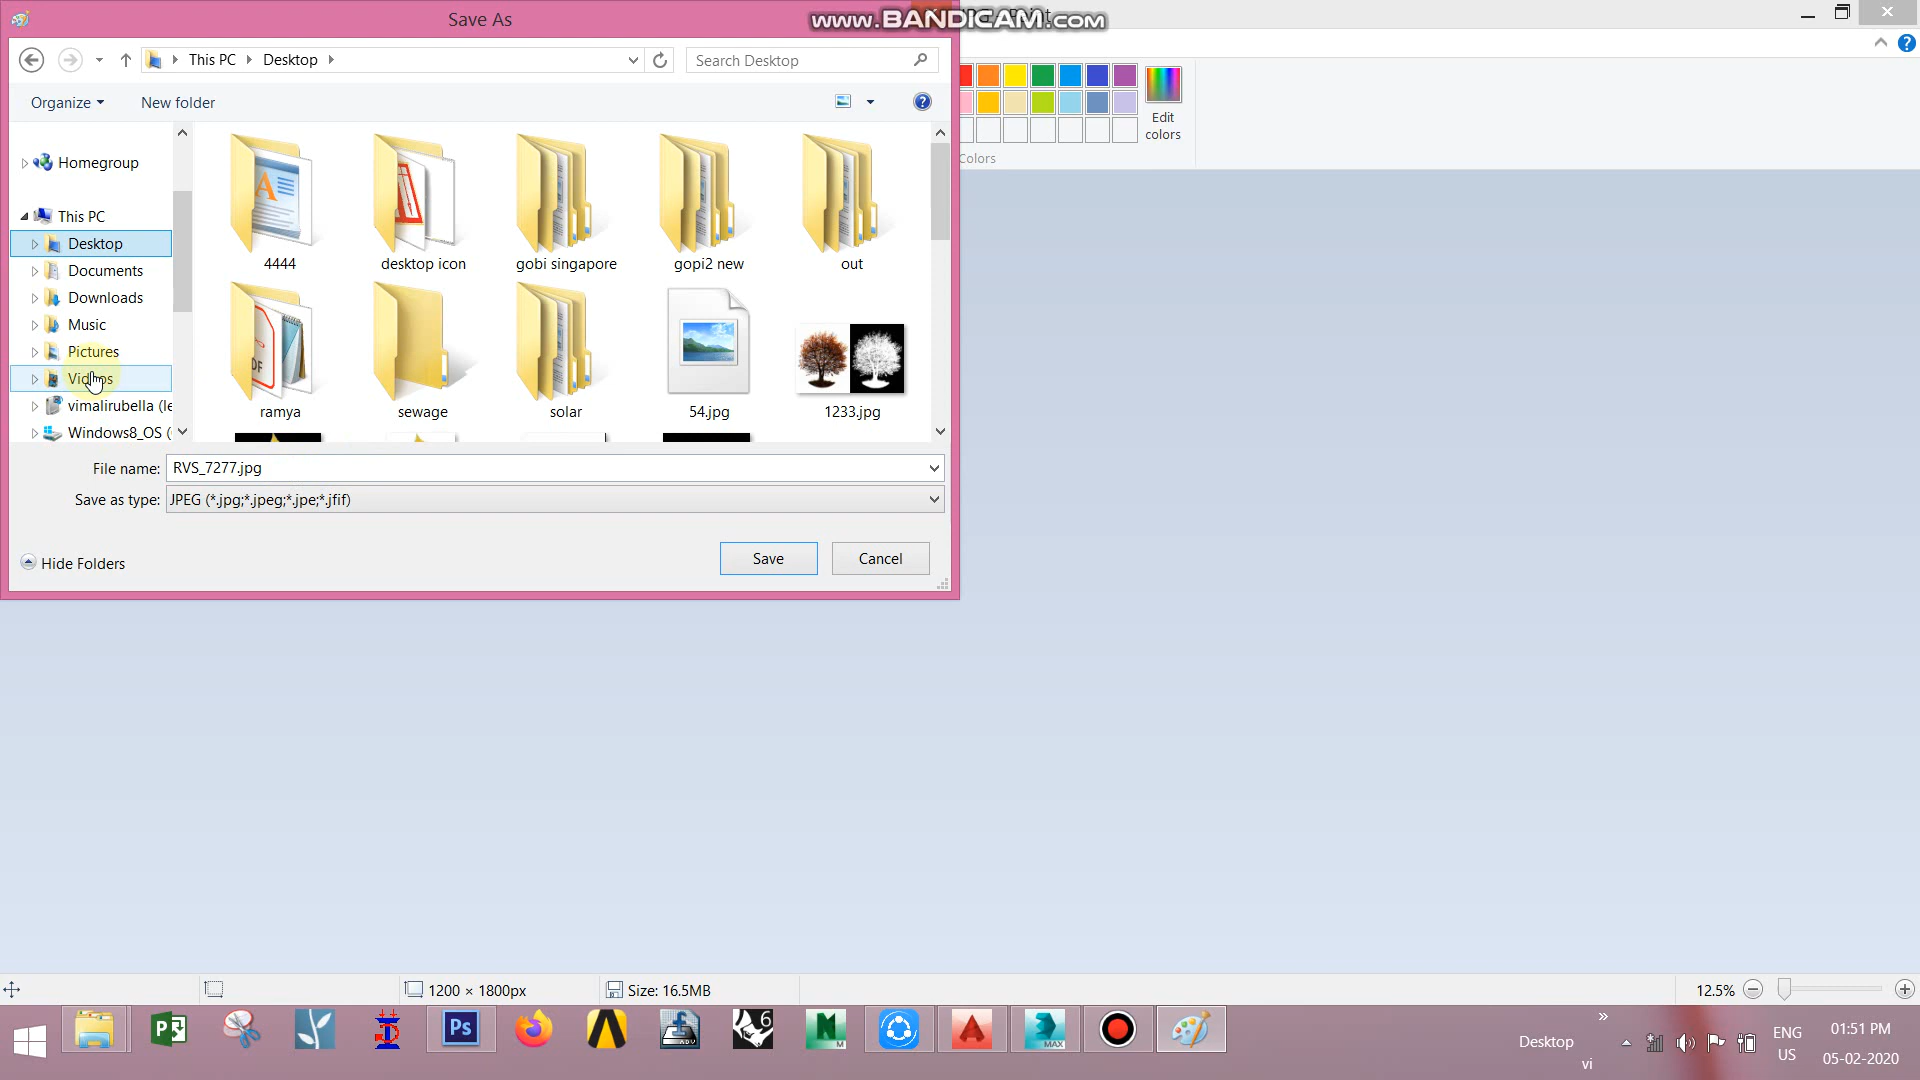 Save As
www.BANDICAM.com
This PC
Desktop
Search Desktop
Organize
New folder
Edit colors
Colors
Homegroup
This PC
Desktop
Documents
Downloads
Music
Pictures
Videos
vimalirubella (le
Windows8_OS (
4444
desktop icon
gobi singapore
gopi2 new
out
ramya
sewage
solar
54.jpg
1233.jpg
File name: RVS_7277.jpg
Save as type: JPEG (*.jpg;*.jpeg;*.jpe;*.jfif)
Hide Folders
Save
Cancel
1200 × 1800px
Size: 16.5MB
12.5%
Desktop
vi
ENG
US
01:51 PM
05-02-2020